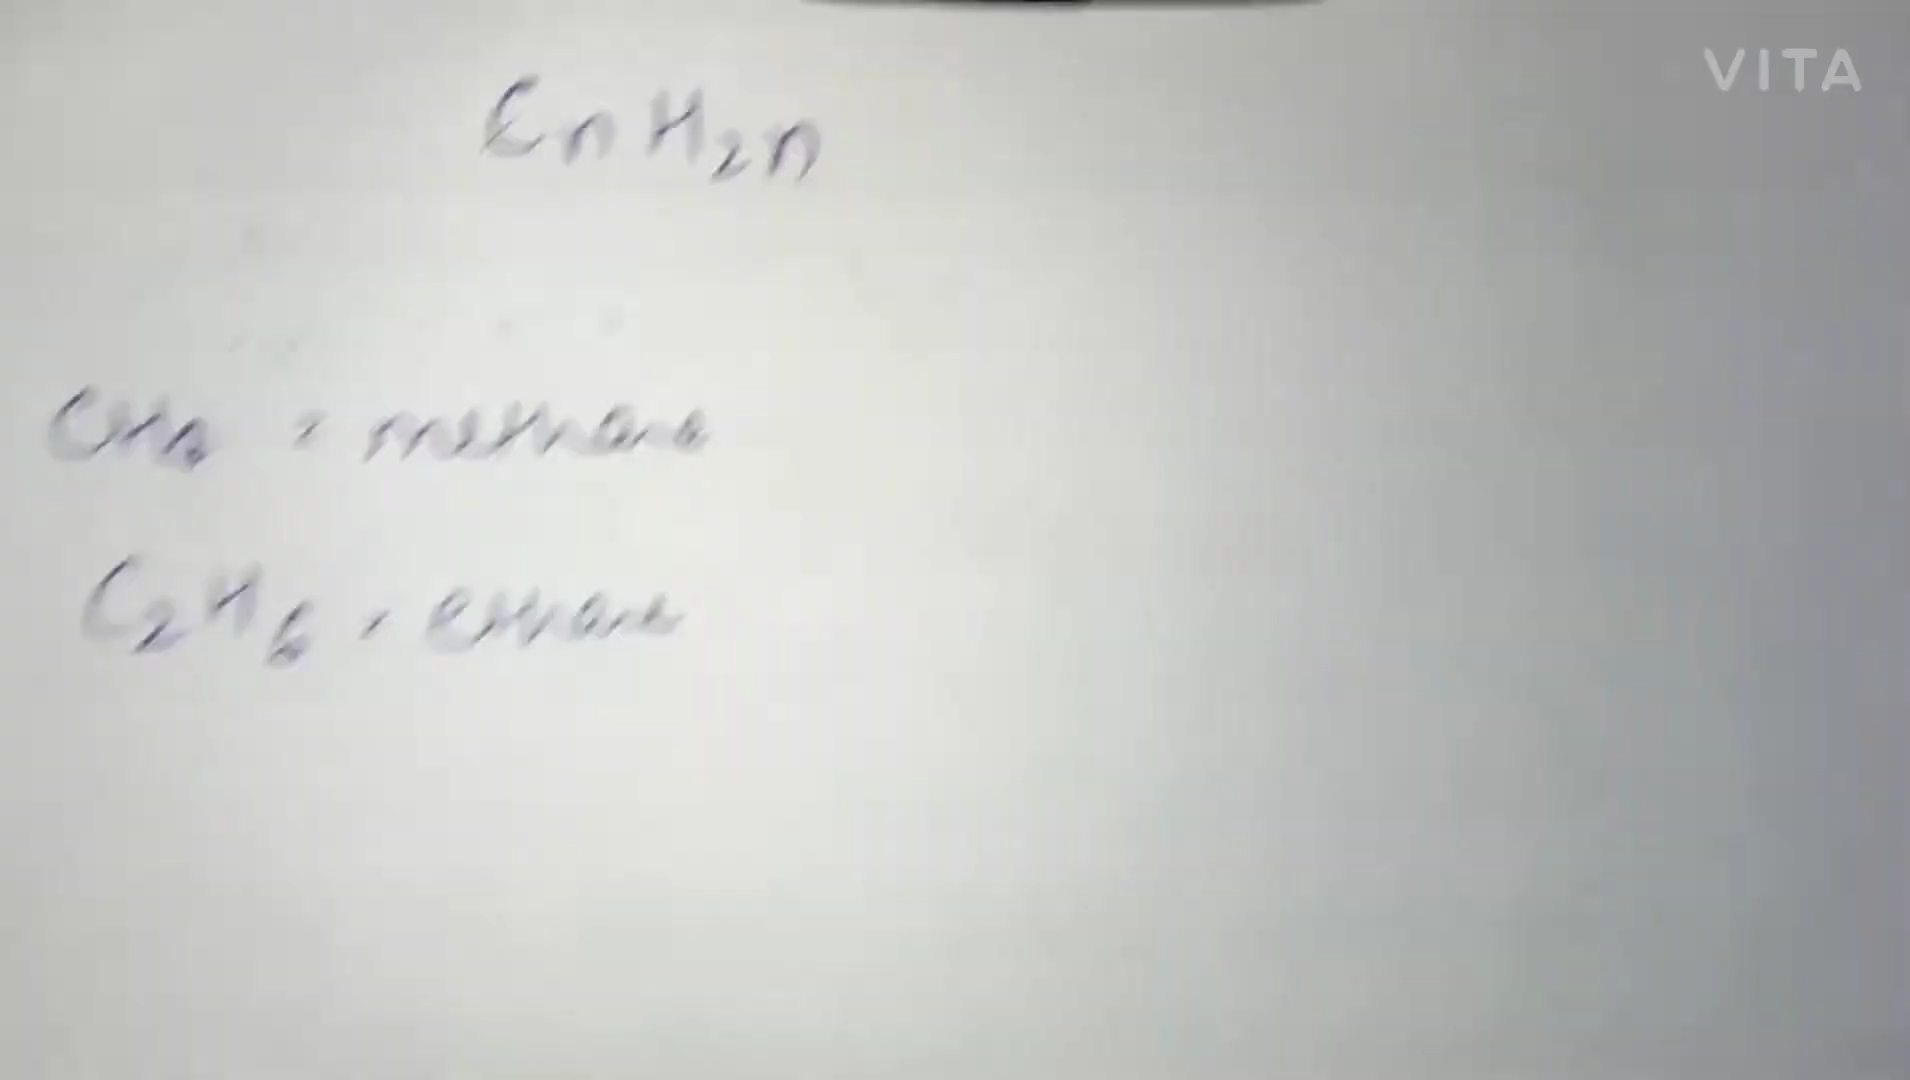 VITA
CnH2n
CH4 = methane
C2H6 = ethane